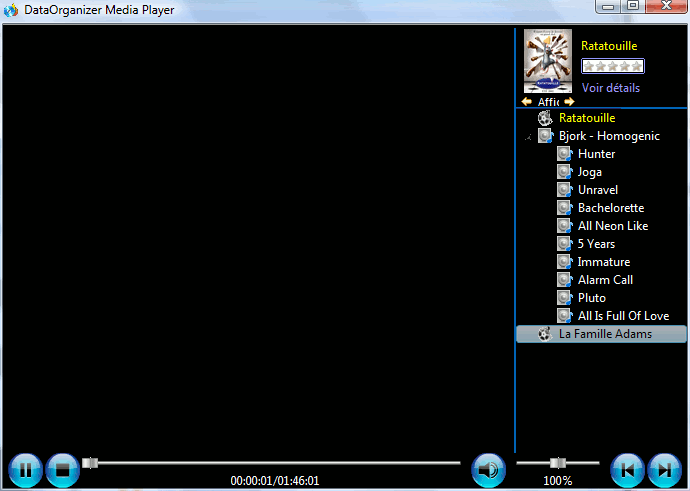 DataOrganizer Media Player
Ratatouille
Voir détails
Affic
Ratatouille
Bjork - Homogenic
Hunter
Joga
Unravel
Bachelorette
All Neon Like
5 Years
Immature
Alarm Call
Pluto
All Is Full Of Love
La Famille Adams
00:00:01/01:46:01
100%